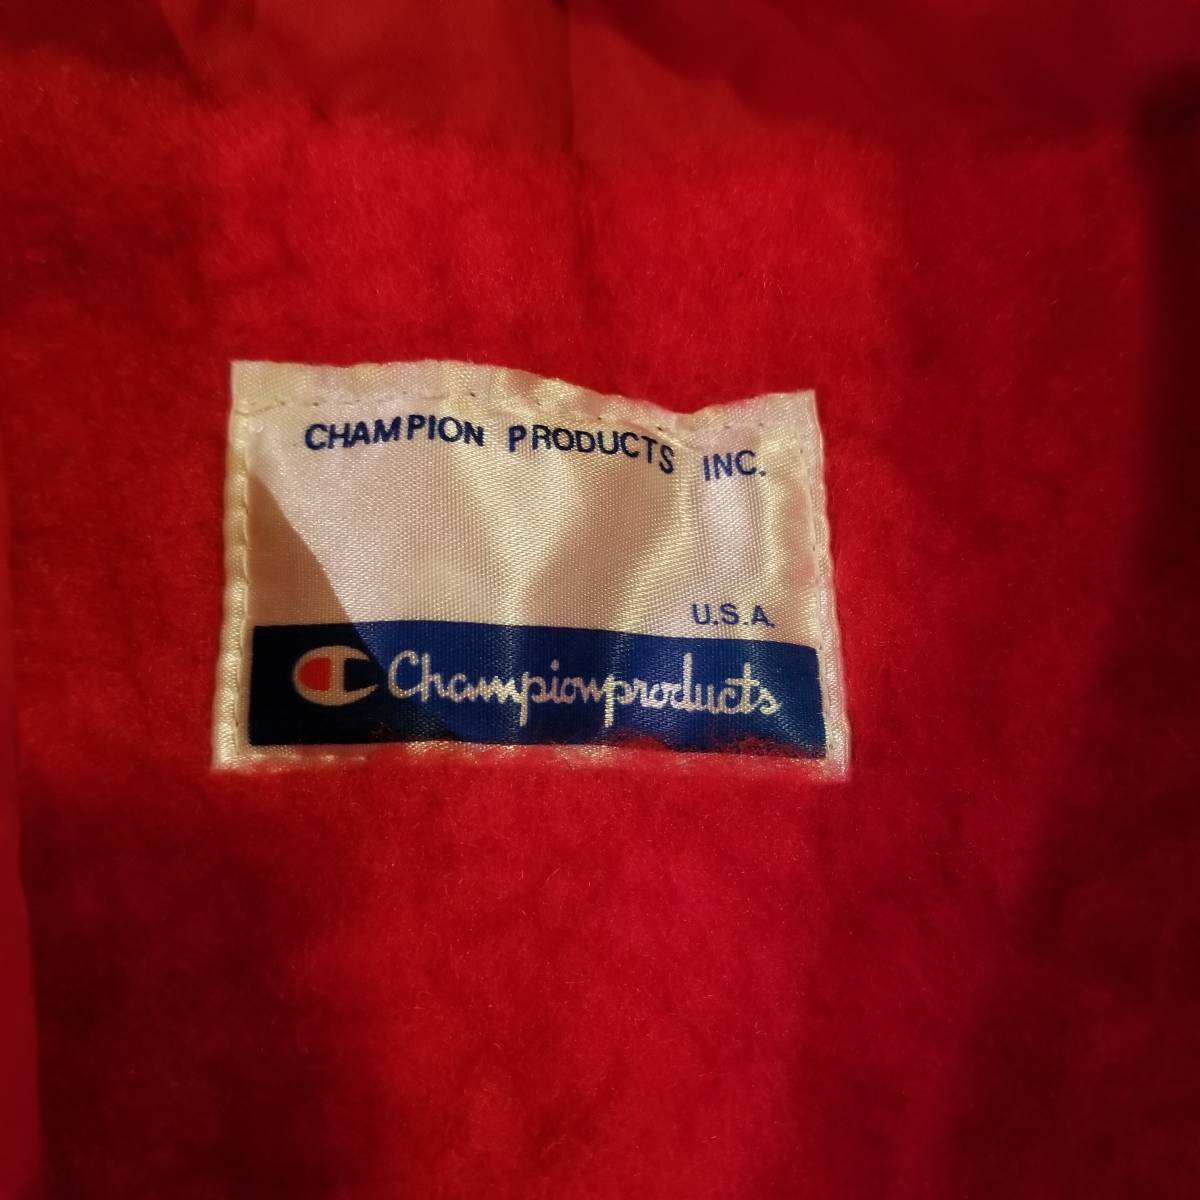 CHAMPION PRODUCTS INC.
U.S.A.
Championproducts